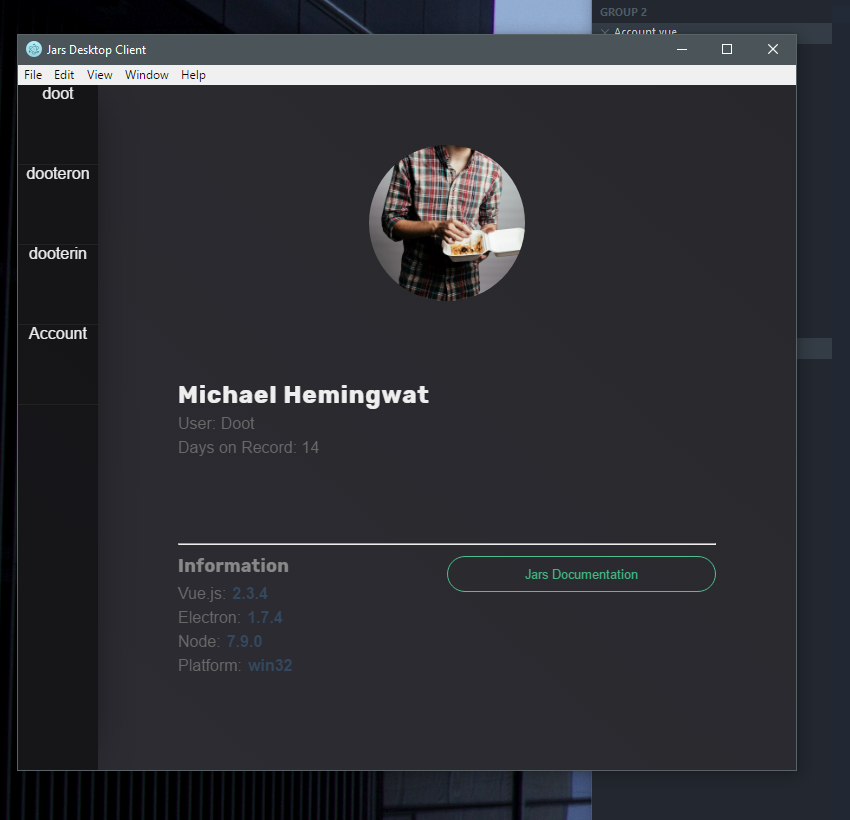 GROUP 2
Account.vue
Jars Desktop Client
File Edit View Window Help
doot
dooteron
dooterin
Account
Michael Hemingwat
User: Doot
Days on Record: 14
Information
Jars Documentation
Vue.js: 2.3.4
Electron: 1.7.4
Node: 7.9.0
Platform: win32